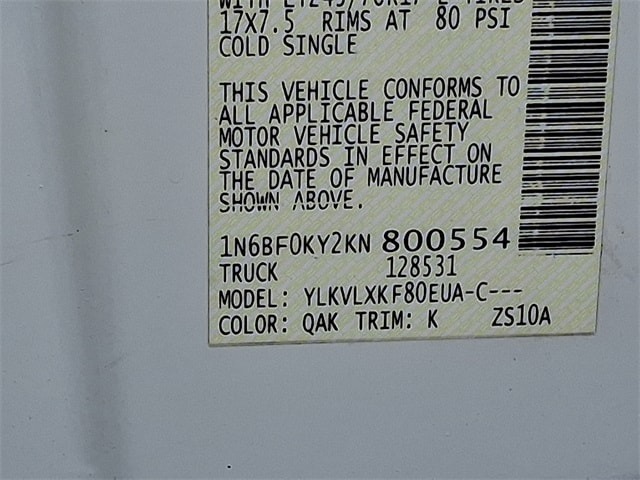 17X7.5 RIMS AT 80 PSI
COLD SINGLE
THIS VEHICLE CONFORMS TO
ALL APPLICABLE FEDERAL
MOTOR VEHICLE SAFETY
STANDARDS IN EFFECT ON
THE DATE OF MANUFACTURE
SHOWN ABOVE.
1N6BF0KY2KN 800554
TRUCK 128531
MODEL: YLKVLXKF80EUA-C---
COLOR: QAK TRIM: K ZS10A